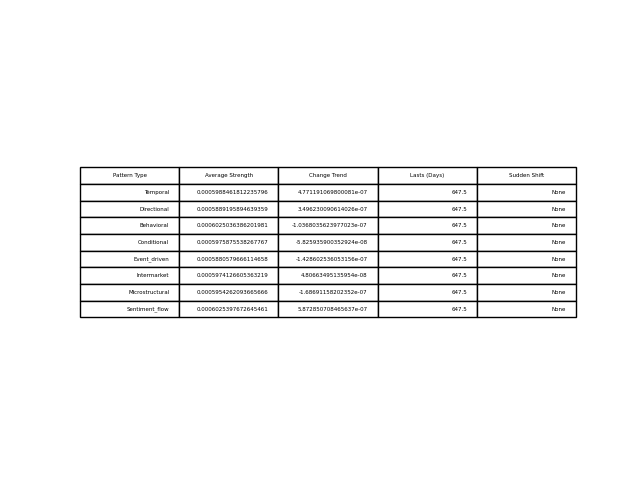 Pattern Type Average Strength Change Trend Lasts (Days) Sudden Shift
Temporal 0.0005988461812235796 4.771191069800081e-07 647.5 None
Directional 0.0005889195894639359 3.496230090614026e-07 647.5 None
Behavioral 0.0006025036386201981 -1.0368035623977023e-07 647.5 None
Conditional 0.0005975875538267767 -5.825935900352924e-08 647.5 None
Event_driven 0.0005880579666114658 -1.428602536053156e-07 647.5 None
Intermarket 0.0005974126605363219 4.80663495135954e-08 647.5 None
Microstructural 0.0005954262093665666 -1.68691158202352e-07 647.5 None
Sentiment_flow 0.0006025397672645461 5.872850708465637e-07 647.5 None